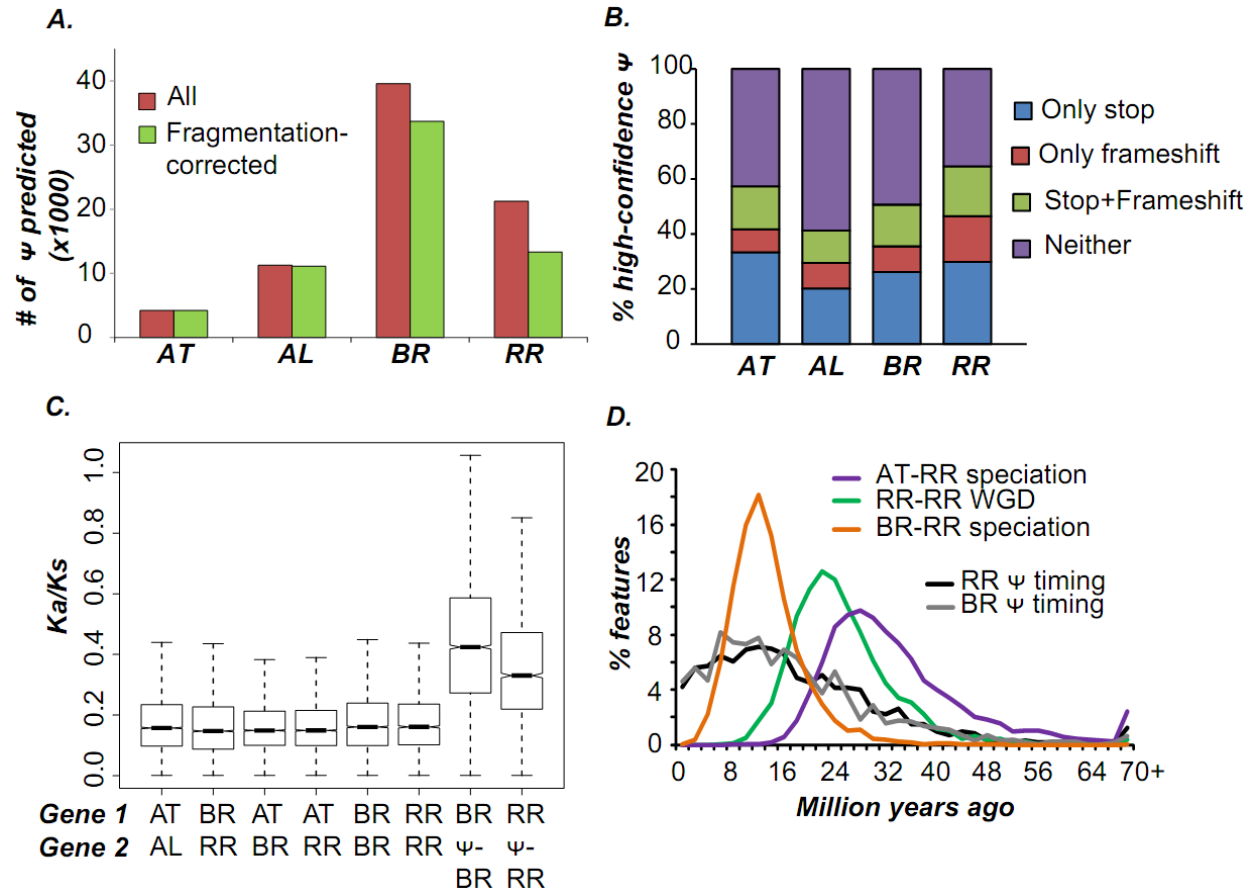 A.
# of Ψ predicted
(x1000)
40
30
20
10
0
All
Fragmentation-
corrected
AT AL BR RR
B.
% high-confidence Ψ
100
80
60
40
20
0
Only stop
Only frameshift
Stop+Frameshift
Neither
AT AL BR RR
C.
Ka/Ks
1.0
0.8
0.6
0.4
0.2
0.0
Gene 1 AT BR AT AT BR RR BR RR
Gene 2 AL RR BR RR BR RR Ψ- Ψ-
BR RR
D.
% features
20
16
12
8
4
0
AT-RR speciation
RR-RR WGD
BR-RR speciation
RR Ψ timing
BR Ψ timing
0 8 16 24 32 40 48 56 64 70+
Million years ago